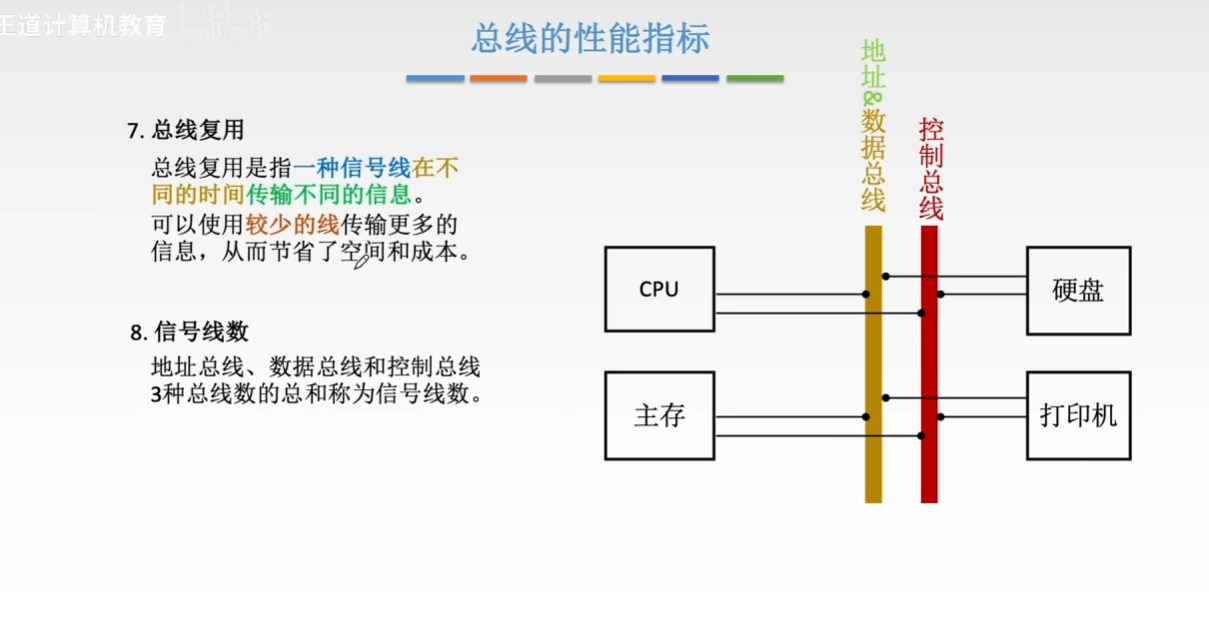 王道计算机教育
总线的性能指标
7. 总线复用
总线复用是指一种信号线在不
同的时间传输不同的信息。
可以使用较少的线传输更多的
信息，从而节省了空间和成本。
8. 信号线数
地址总线、数据总线和控制总线
3种总线数的总和称为信号线数。
地址&数据总线
控制总线
CPU
硬盘
主存
打印机